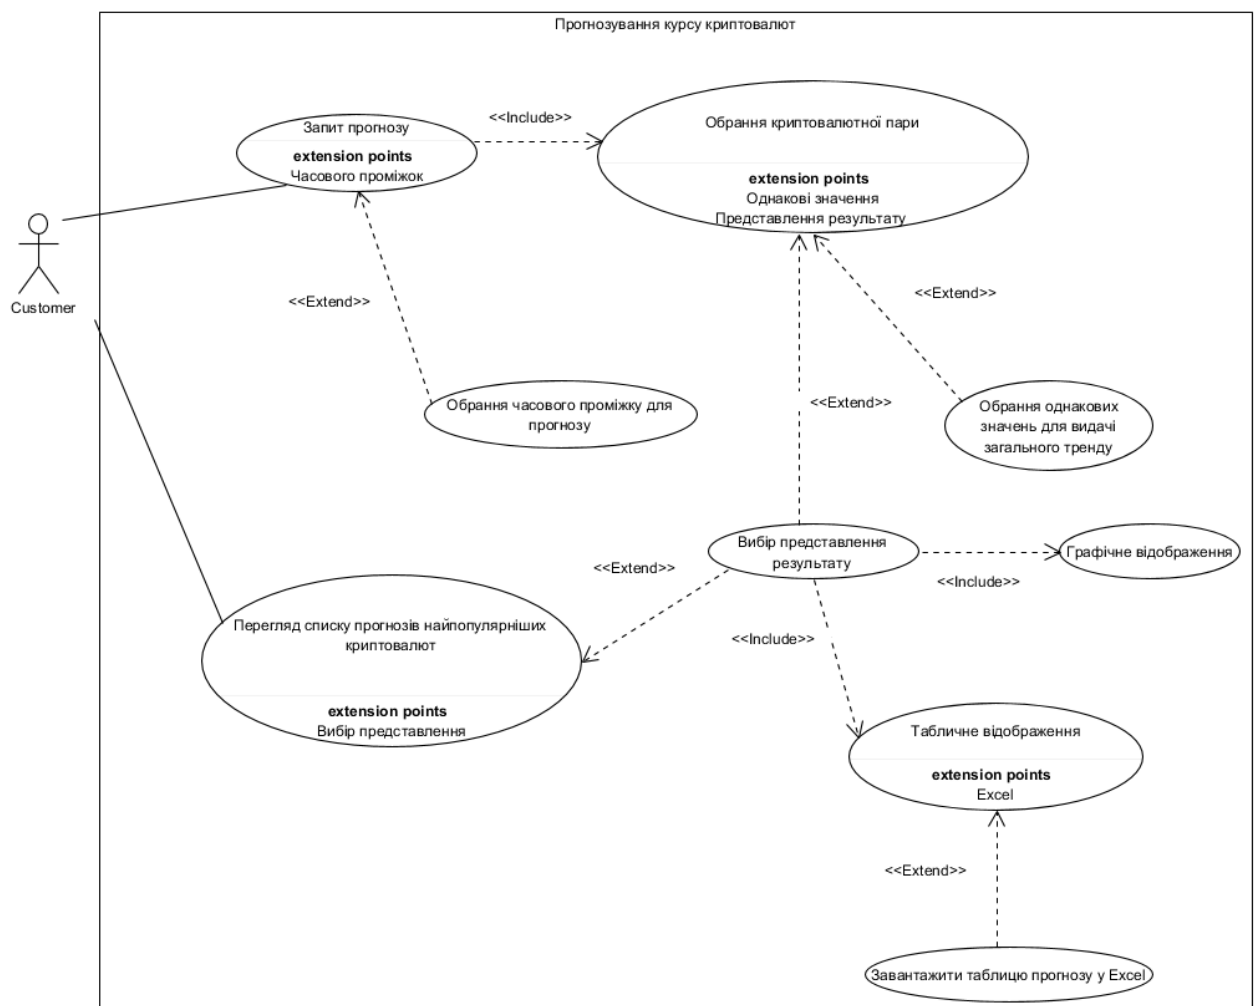 Прогнозування курсу криптовалют
Запит прогнозу
extension points
Часового проміжок
<<Include>>
Обрання криптовалютної пари
extension points
Однакові значення
Представлення результату
Customer
<<Extend>>
<<Extend>>
Обрання часового проміжку для
прогнозу
<<Extend>>
Обрання однакових
значень для видачі
загального тренду
Вибір представлення
результату
<<Include>>
Графічне відображення
<<Extend>>
Перегляд списку прогнозів найпопулярніших
криптовалют
extension points
Вибір представлення
<<Include>>
Табличне відображення
extension points
Excel
<<Extend>>
Завантажити таблицю прогнозу у Excel